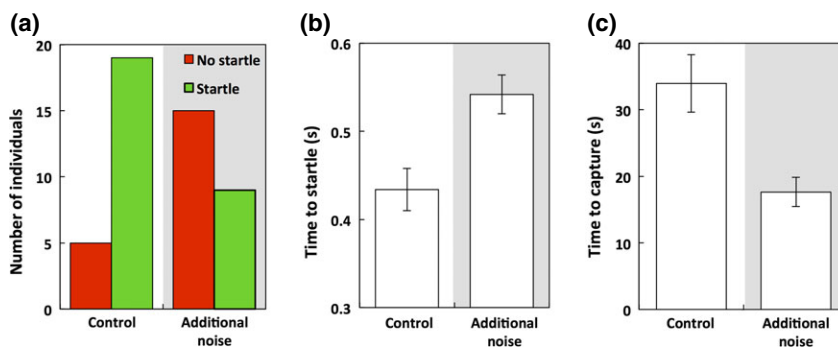 (a)
Number of individuals
20
15
10
5
0
No startle
Startle
Control
Additional
noise
(b)
Time to startle (s)
0.6
0.5
0.4
0.3
Control
Additional
noise
(c)
Time to capture (s)
40
30
20
10
0
Control
Additional
noise